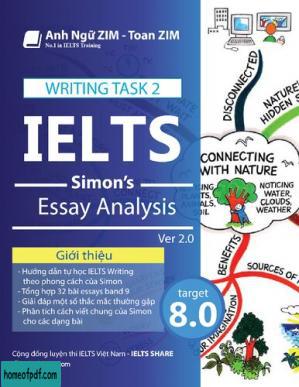 Anh Ngữ ZIM - Toan ZIM
No.1 in IELTS Training
WRITING TASK 2
IELTS
Simon's
Essay Analysis
Ver 2.0
Giới thiệu
- Hướng dẫn tự học IELTS Writing
theo phong cách của Simon
- Tổng hợp 32 bài essays band 9
- Giải đáp một số thắc mắc thường gặp
- Phân tích cách viết chung của Simon
cho các dạng bài
target
8.0
Cộng đồng luyện thi IELTS Việt Nam - IELTS SHARE
homeofpdf.com
DISCONNECTED
NATURE
HIDDEN
CONNECTING
WITH NATURE
NOTICING
WATER,
CLOUDS,
WEATHER
BENEFITS
SOURCES OF
IMAGINATION